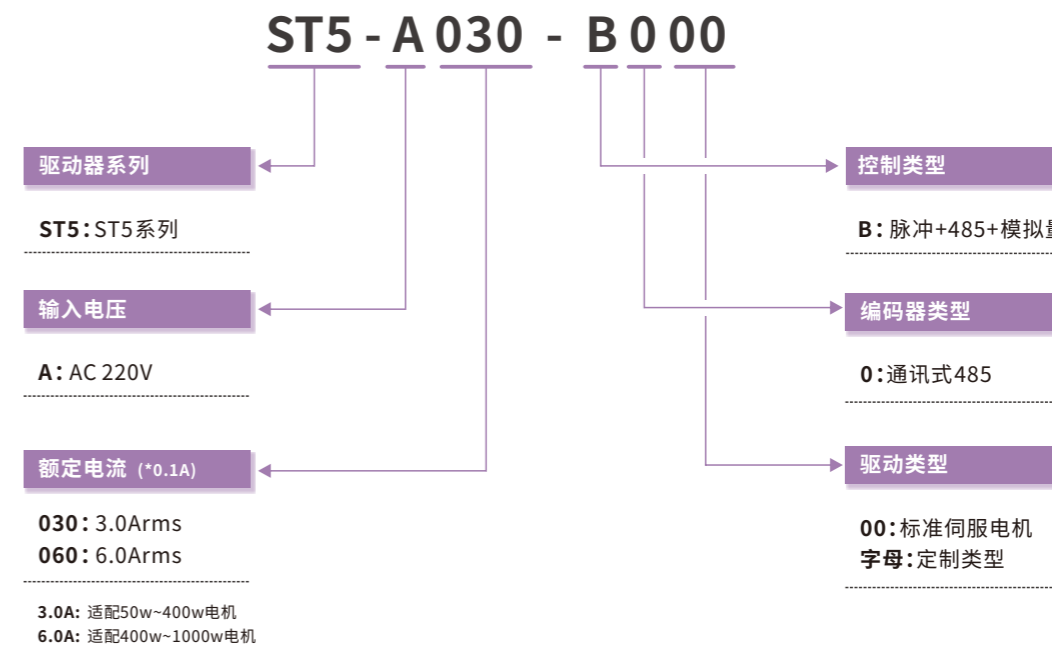 ST5 - A 030 - B 0 00
驱动器系列
ST5：ST5系列
输入电压
A：AC 220V
额定电流 (*0.1A)
030：3.0Arms
060：6.0Arms
3.0A: 适配50w~400w电机
6.0A: 适配400w~1000w电机
控制类型
B：脉冲+485+模拟量
编码器类型
0：通讯式485
驱动类型
00：标准伺服电机
字母：定制类型